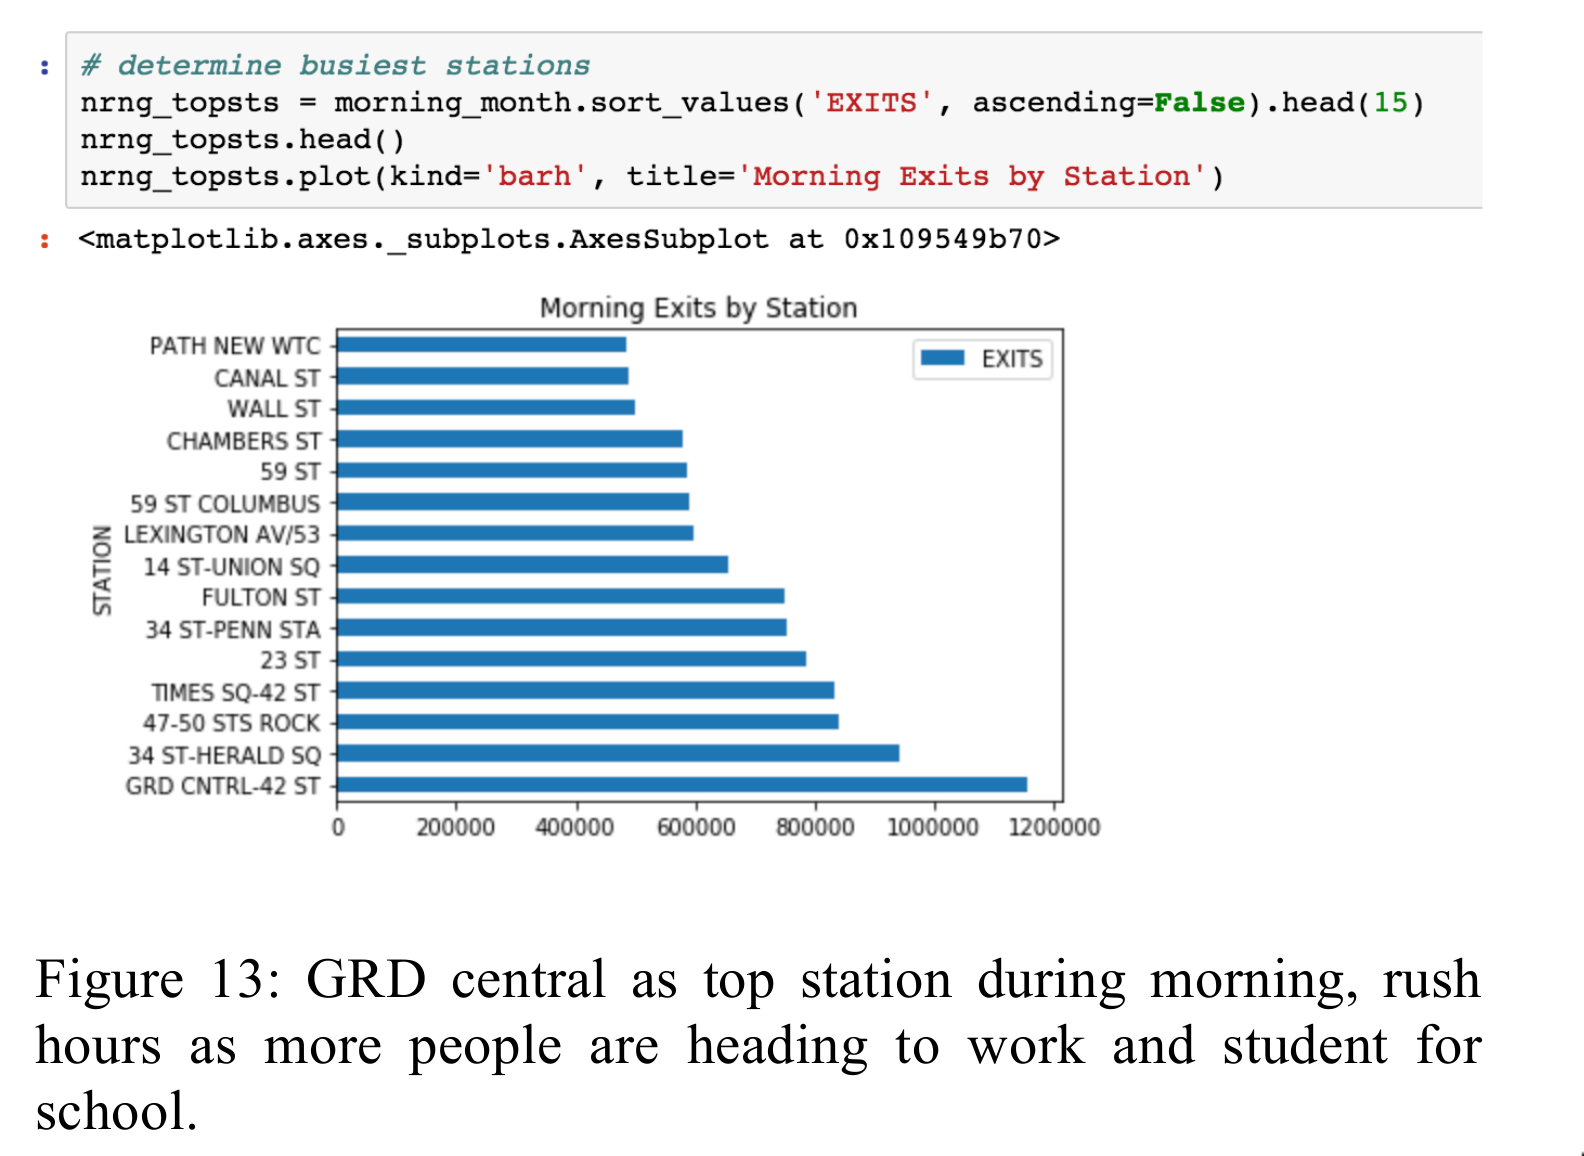 : # determine busiest stations
nrng_topsts = morning_month.sort_values('EXITS', ascending=False).head(15)
nrng_topsts.head()
nrng_topsts.plot(kind='barh', title='Morning Exits by Station')
: <matplotlib.axes._subplots.AxesSubplot at 0x109549b70>
Morning Exits by Station
EXITS
STATION
PATH NEW WTC
CANAL ST
WALL ST
CHAMBERS ST
59 ST
59 ST COLUMBUS
LEXINGTON AV/53
14 ST-UNION SQ
FULTON ST
34 ST-PENN STA
23 ST
TIMES SQ-42 ST
47-50 STS ROCK
34 ST-HERALD SQ
GRD CNTRL-42 ST
0 200000 400000 600000 800000 1000000 1200000
Figure 13: GRD central as top station during morning, rush
hours as more people are heading to work and student for
school.